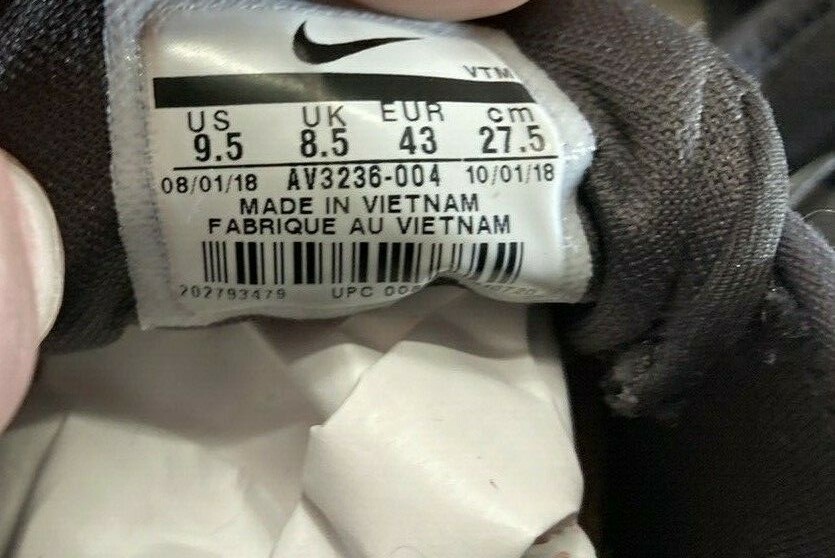 VTM
US UK EUR cm
9.5 8.5 43 27.5
08/01/18 AV3236-004 10/01/18
MADE IN VIETNAM
FABRIQUE AU VIETNAM
202793479 UPC